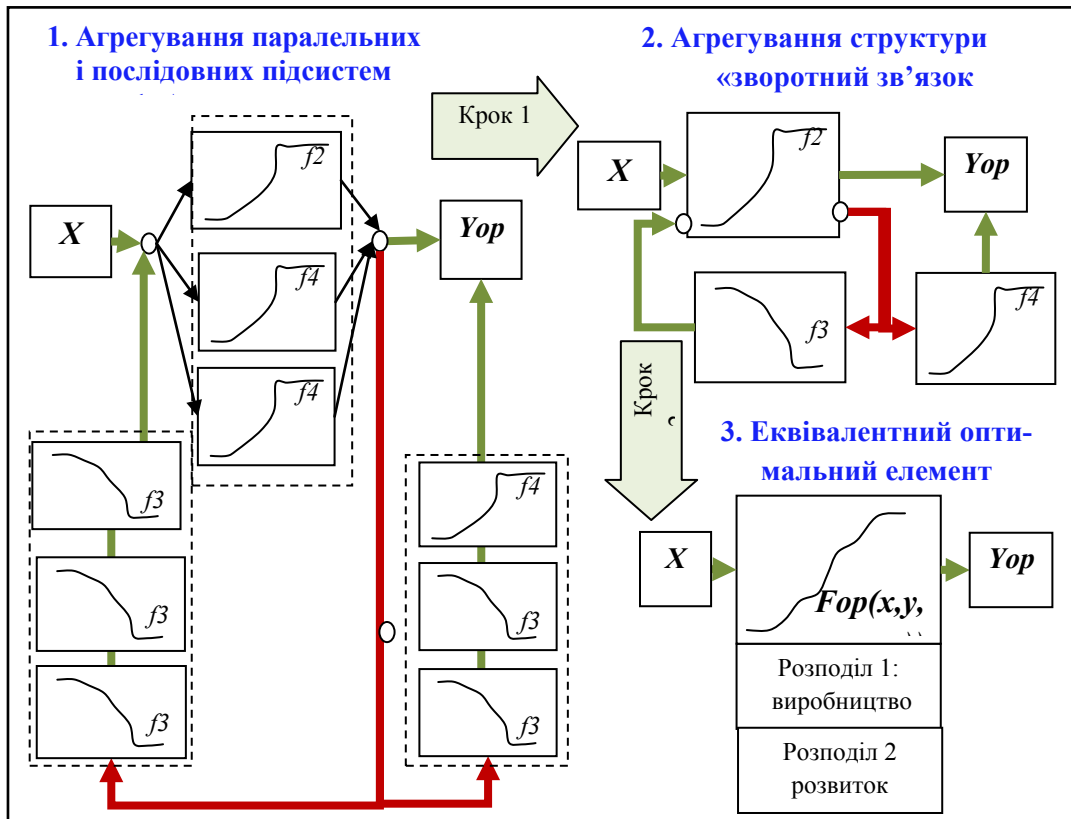 1. Агрегування паралельних
і послідовних підсистем
X
f2
f4
f4
Yop
f3
f3
f3
f4
f3
f3
Крок 1
2. Агрегування структури
«зворотний зв’язок
X
f2
Yop
f3
f4
Крок
3. Еквівалентний опти-
мальний елемент
X
Fop(x,y,
Yop
Розподіл 1:
виробництво
Розподіл 2
розвиток